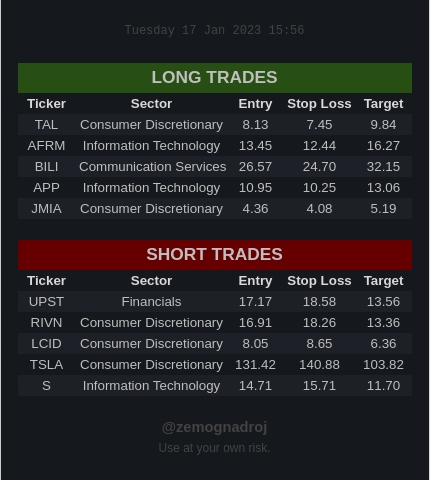 Tuesday 17 Jan 2023 15:56
LONG TRADES
Ticker Sector Entry Stop Loss Target
TAL Consumer Discretionary 8.13 7.45 9.84
AFRM Information Technology 13.45 12.44 16.27
BILI Communication Services 26.57 24.70 32.15
APP Information Technology 10.95 10.25 13.06
JMIA Consumer Discretionary 4.36 4.08 5.19
SHORT TRADES
Ticker Sector Entry Stop Loss Target
UPST Financials 17.17 18.58 13.56
RIVN Consumer Discretionary 16.91 18.26 13.36
LCID Consumer Discretionary 8.05 8.65 6.36
TSLA Consumer Discretionary 131.42 140.88 103.82
S Information Technology 14.71 15.71 11.70
@zemognadroj
Use at your own risk.